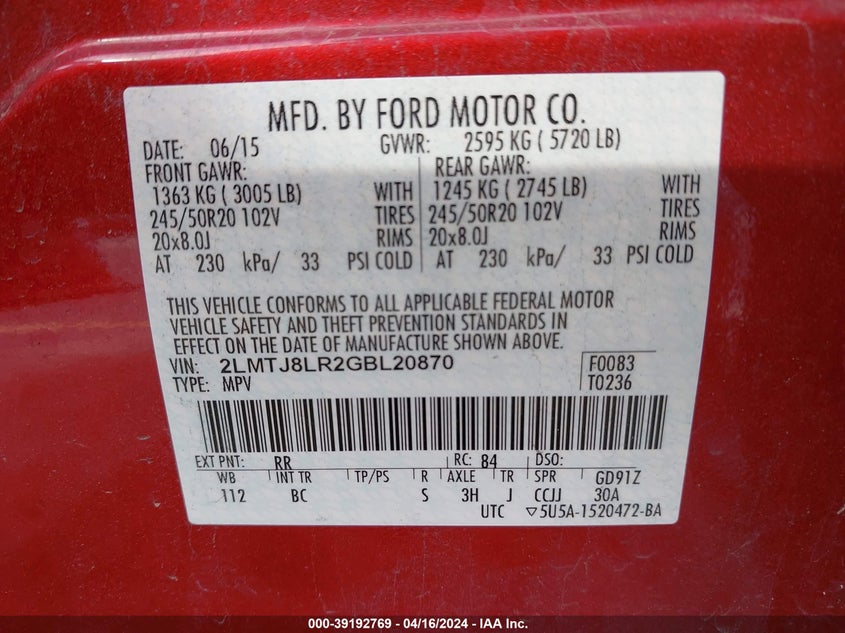 MFD. BY FORD MOTOR CO.
DATE: 06/15 GVWR: 2595 KG ( 5720 LB)
FRONT GAWR: REAR GAWR:
1363 KG ( 3005 LB) WITH 1245 KG ( 2745 LB) WITH
245/50R20 102V TIRES 245/50R20 102V TIRES
20x8.0J RIMS 20x8.0J RIMS
AT 230 kPa/ 33 PSI COLD AT 230 kPa/ 33 PSI COLD
THIS VEHICLE CONFORMS TO ALL APPLICABLE FEDERAL MOTOR
VEHICLE SAFETY AND THEFT PREVENTION STANDARDS IN
EFFECT ON THE DATE OF MANUFACTURE SHOWN ABOVE.
VIN: 2LMTJ8LR2GBL20870 F0083
TYPE: MPV T0236
EXT PNT: RR RC: 84 DSO:
WB INT TR TP/PS R AXLE TR SPR GD91Z
112 BC S 3H J CCJJ 30A
UTC ▽5U5A-1520472-BA
000-39192769 - 04/16/2024 - IAA Inc.